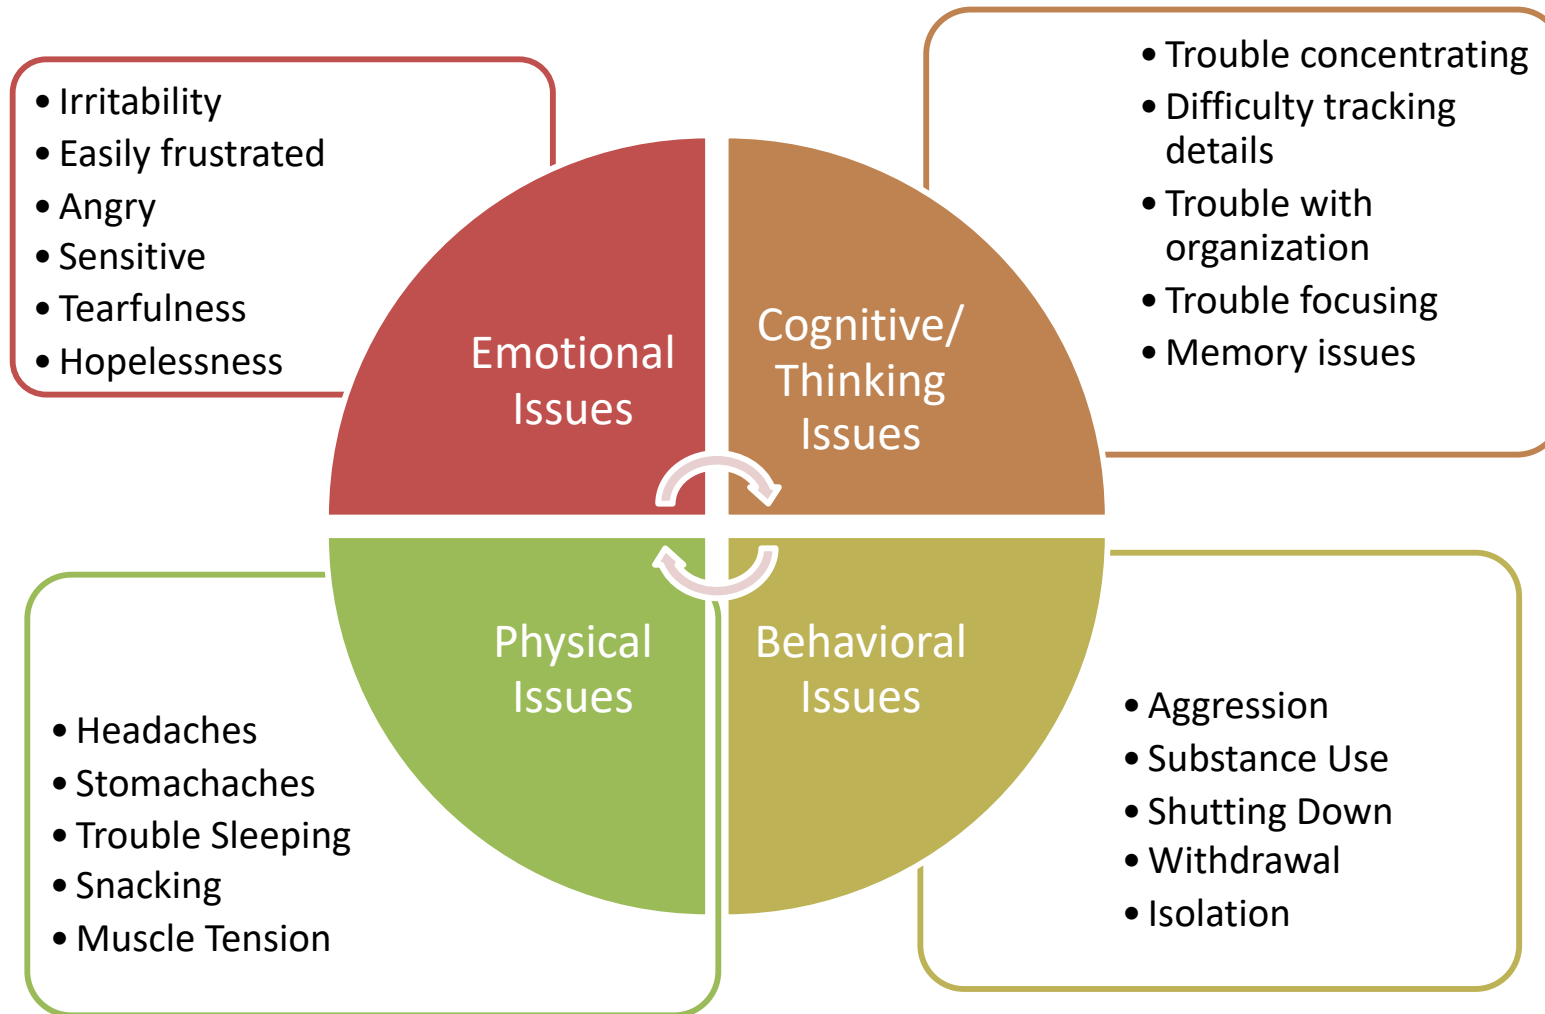 • Irritability
• Easily frustrated
• Angry
• Sensitive
• Tearfulness
• Hopelessness
• Trouble concentrating
• Difficulty tracking
details
• Trouble with
organization
• Trouble focusing
• Memory issues
Emotional
Issues
Cognitive/
Thinking
Issues
Physical
Issues
Behavioral
Issues
• Headaches
• Stomachaches
• Trouble Sleeping
• Snacking
• Muscle Tension
• Aggression
• Substance Use
• Shutting Down
• Withdrawal
• Isolation